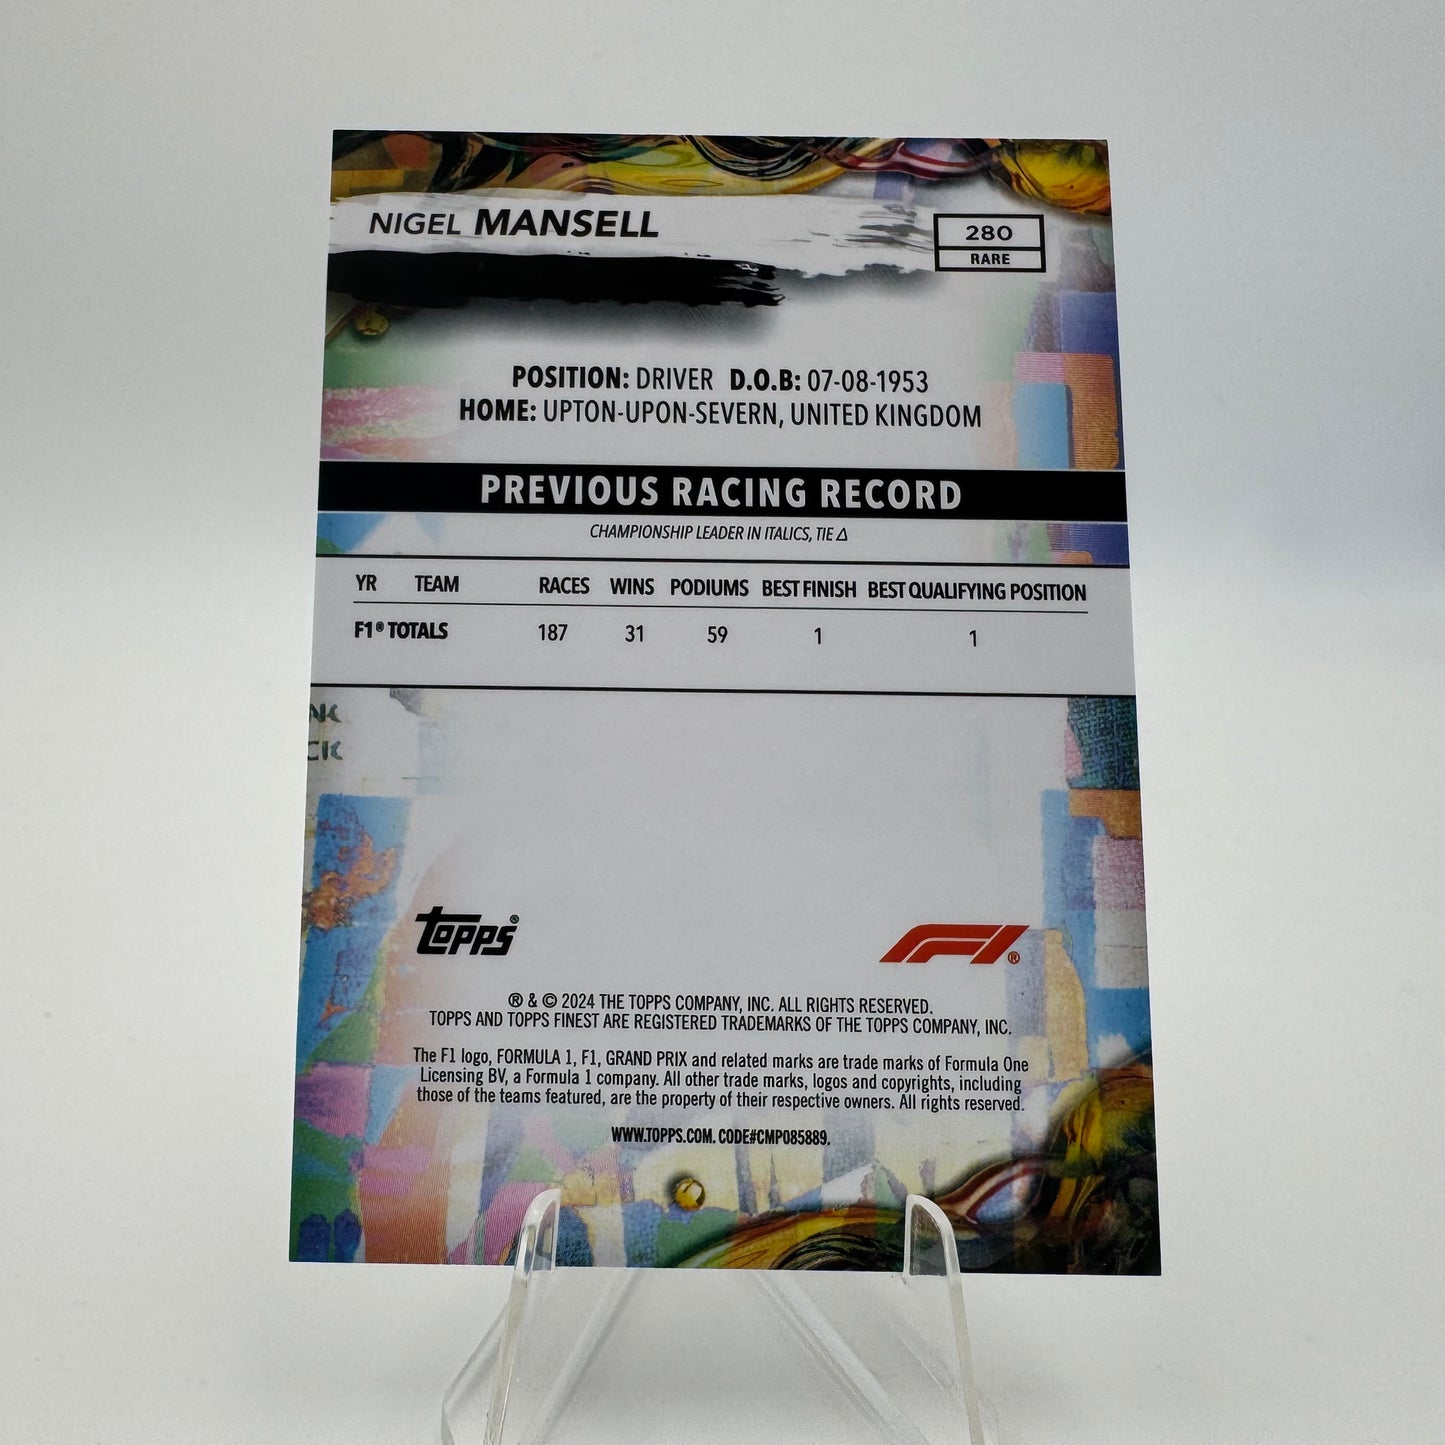 NIGEL MANSELL
280
RARE
POSITION: DRIVER D.O.B: 07-08-1953
HOME: UPTON-UPON-SEVERN, UNITED KINGDOM
PREVIOUS RACING RECORD
CHAMPIONSHIP LEADER IN ITALICS, TIE Δ
YR TEAM RACES WINS PODIUMS BEST FINISH BEST QUALIFYING POSITION
F1® TOTALS 187 31 59 1 1
topps®
F1®
® & © 2024 THE TOPPS COMPANY, INC. ALL RIGHTS RESERVED.
TOPPS AND TOPPS FINEST ARE REGISTERED TRADEMARKS OF THE TOPPS COMPANY, INC.
The F1 logo, FORMULA 1, F1, GRAND PRIX and related marks are trade marks of Formula One
Licensing BV, a Formula 1 company. All other trade marks, logos and copyrights, including
those of the teams featured, are the property of their respective owners. All rights reserved.
WWW.TOPPS.COM. CODE#CMP085889.